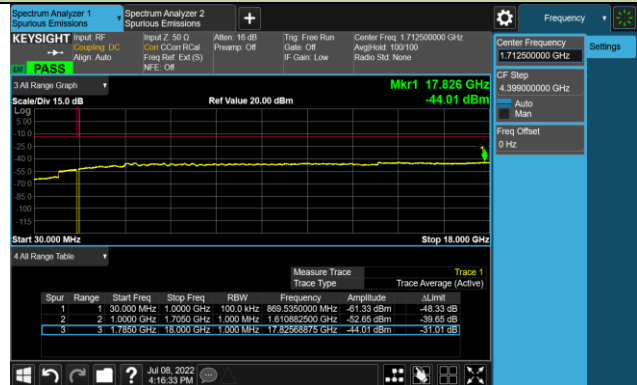 Spectrum Analyzer 1
Spurious Emissions
Spectrum Analyzer 2
Spurious Emissions
Frequency
KEYSIGHT
Input: RF
Coupling: DC
Align: Auto
Input Z: 50 Ω
Corr CCorr RCal
Freq Ref: Ext (S)
NFE: Off
Atten: 16 dB
Preamp: Off
Trig: Free Run
Gate: Off
IF Gain: Low
Center Freq: 1.712500000 GHz
Avg|Hold: 100/100
Radio Std: None
PASS
Center Frequency
1.712500000 GHz
Settings
CF Step
4.399000000 GHz
Auto
Man
Freq Offset
0 Hz
3 All Range Graph
Mkr1 17.826 GHz
Scale/Div 15.0 dB
Ref Value 20.00 dBm
-44.01 dBm
Log
5.00
-10.0
-25.0
-40.0
-55.0
-70.0
-85.0
-100
-115
1
Start 30.000 MHz
Stop 18.000 GHz
4 All Range Table
Measure Trace Trace 1
Trace Type Trace Average (Active)
Spur Range Start Freq Stop Freq RBW Frequency Amplitude ΔLimit
1 1 30.000 MHz 1.0000 GHz 100.0 kHz 869.5350000 MHz -61.33 dBm -48.33 dB
2 2 1.0000 GHz 1.7050 GHz 1.000 MHz 1.610882500 GHz -52.65 dBm -39.65 dB
3 3 1.7850 GHz 18.000 GHz 1.000 MHz 17.82568875 GHz -44.01 dBm -31.01 dB
Jul 08, 2022
4:16:33 PM